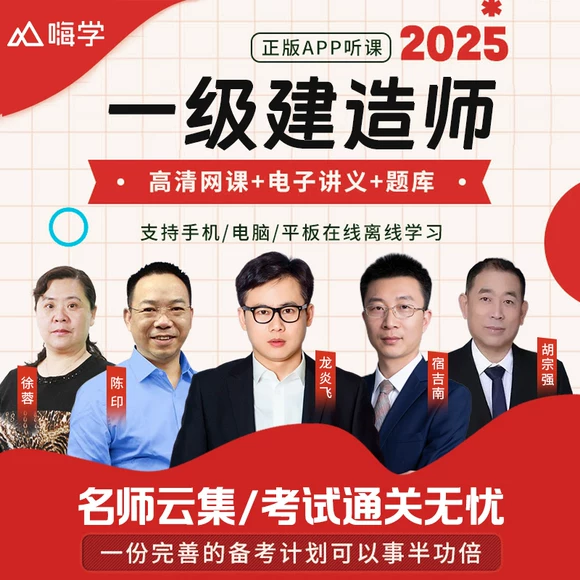 嗨学
正版APP听课
2025
一级建造师
高清网课+电子讲义+题库
支持手机/电脑/平板在线离线学习
徐蓉
陈印
龙炎飞
宿吉南
胡宗强
名师云集/考试通关无忧
一份完善的备考计划可以事半功倍